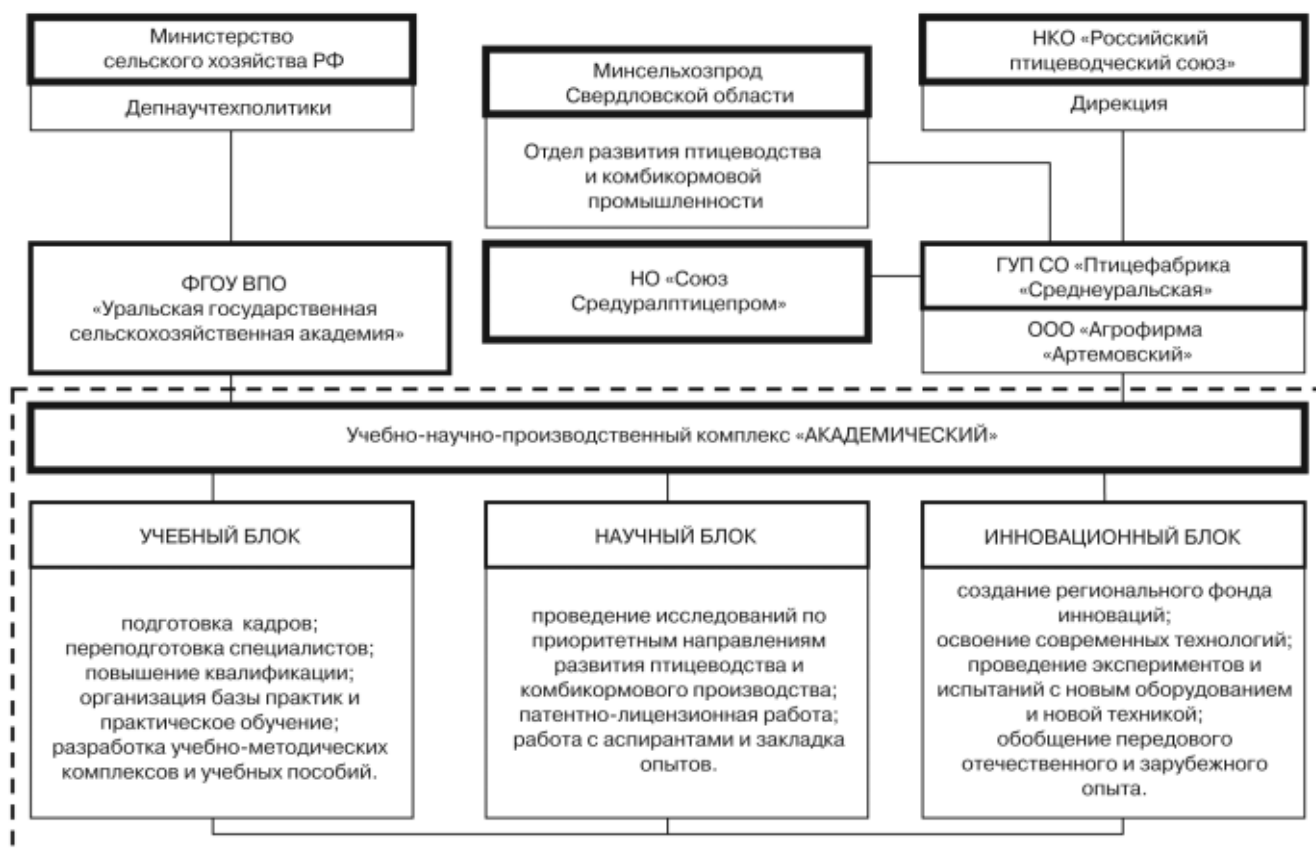 Министерство
сельского хозяйства РФ
Депнаучтехполитики
Минсельхозпрод
Свердловской области
Отдел развития птицеводства
и комбикормовой
промышленности
НКО «Российский
птицеводческий союз»
Дирекция
ФГОУ ВПО
«Уральская государственная
сельскохозяйственная академия»
НО «Союз
Средуралптицепром»
ГУП СО «Птицефабрика
«Среднеуральская»
ООО «Агрофирма
«Артемовский»
Учебно-научно-производственный комплекс «АКАДЕМИЧЕСКИЙ»
УЧЕБНЫЙ БЛОК
подготовка кадров;
переподготовка специалистов;
повышение квалификации;
организация базы практик и
практическое обучение;
разработка учебно-методических
комплексов и учебных пособий.
НАУЧНЫЙ БЛОК
проведение исследований по
приоритетным направлениям
развития птицеводства и
комбикормового производства;
патентно-лицензионная работа;
работа с аспирантами и закладка
опытов.
ИННОВАЦИОННЫЙ БЛОК
создание регионального фонда
инноваций;
освоение современных технологий;
проведение экспериментов и
испытаний с новым оборудованием
и новой техникой;
обобщение передового
отечественного и зарубежного
опыта.